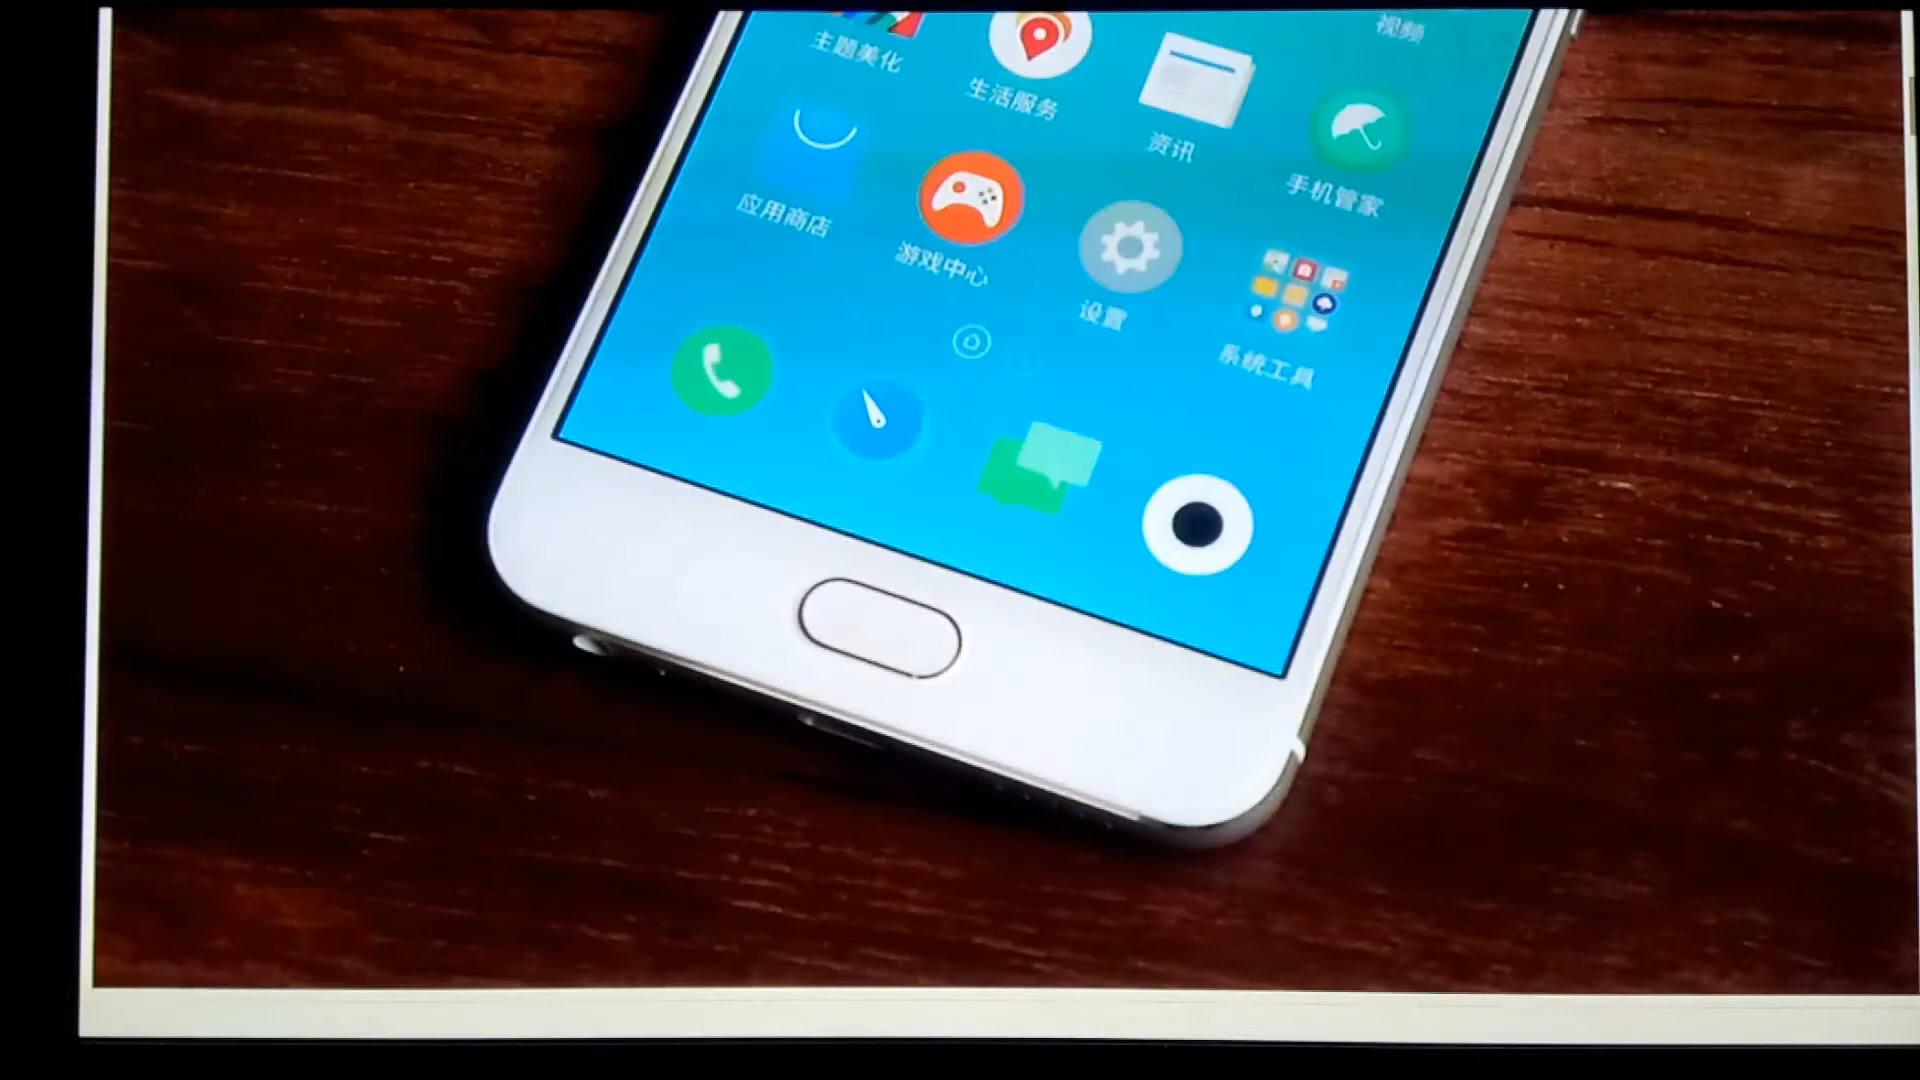 视频
主题美化
生活服务
资讯
手机管家
应用商店
游戏中心
设置
系统工具